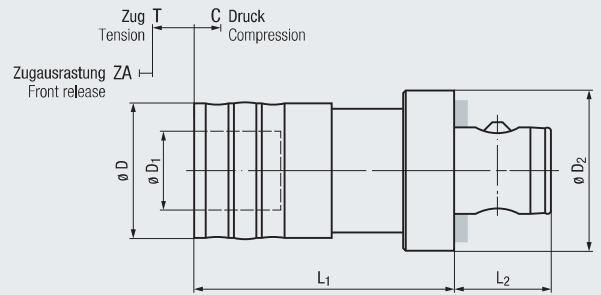 Zug T
Tension
C Druck
Compression
Zugausrastung ZA
Front release
ø D
ø D₁
ø D₂
L₁
L₂